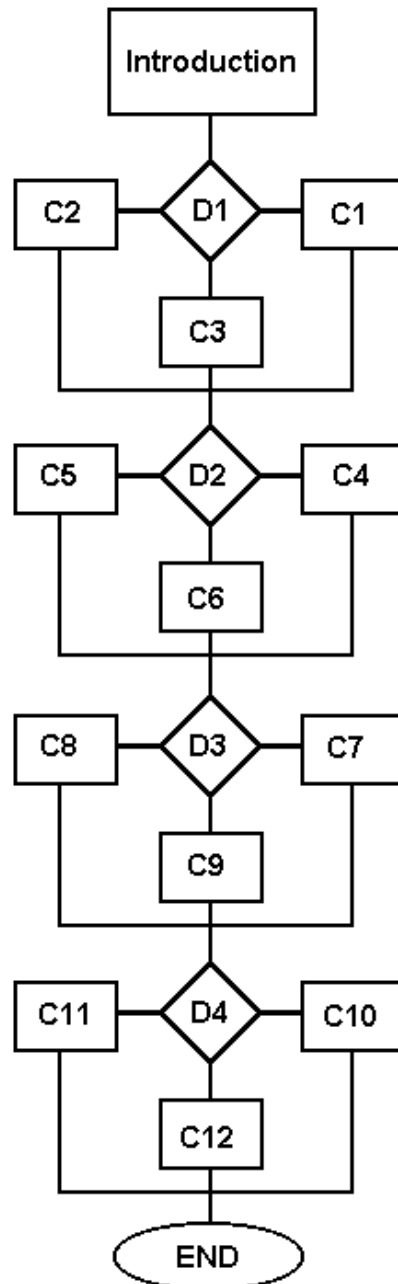 Introduction
C2
D1
C1
C3
C5
D2
C4
C6
C8
D3
C7
C9
C11
D4
C10
C12
END